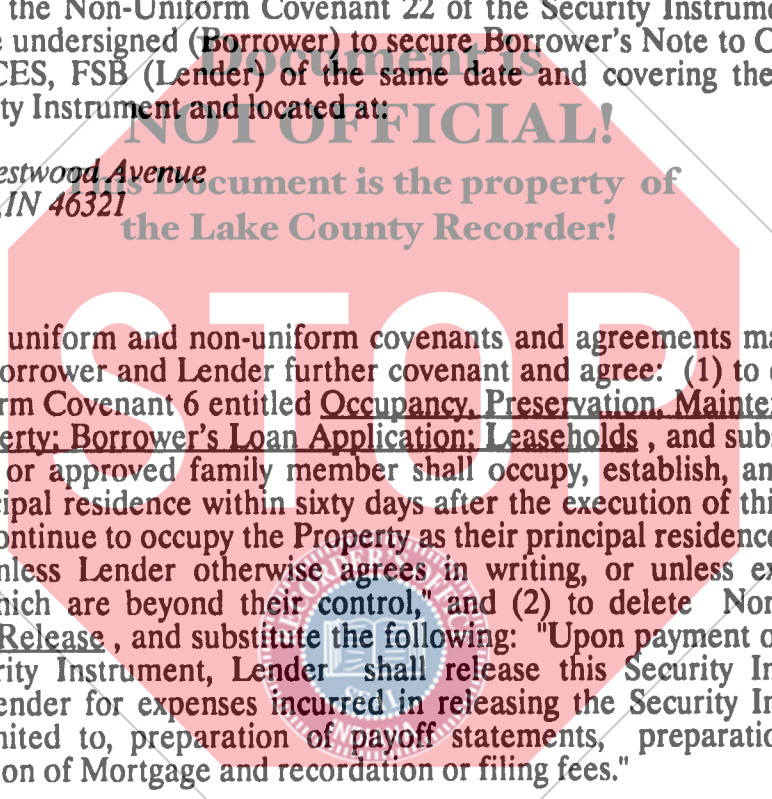 the Non-Uniform Covenant 22 of the Security Instrume
e undersigned (Borrower) to secure Borrower's Note to C
Document is
CES, FSB (Lender) of the same date and covering the
ty Instrument and located at:
NOT OFFICIAL!
estwood Avenue
This Document is the property of
,IN 46321
the Lake County Recorder!
STOP
uniform and non-uniform covenants and agreements ma
orrower and Lender further covenant and agree: (1) to
rm Covenant 6 entitled Occupancy, Preservation, Mainte
erty; Borrower's Loan Application; Leaseholds , and sub
or approved family member shall occupy, establish, an
cipal residence within sixty days after the execution of thi
ontinue to occupy the Property as their principal residence
nless Lender otherwise agrees in writing, or unless ex
hich are beyond their control," and (2) to delete Non
Release , and substitute the following: "Upon payment o
rity Instrument, Lender shall release this Security In
ender for expenses incurred in releasing the Security In
mited to, preparation of payoff statements, preparatio
on of Mortgage and recordation or filing fees."
SEAL
INDIANA